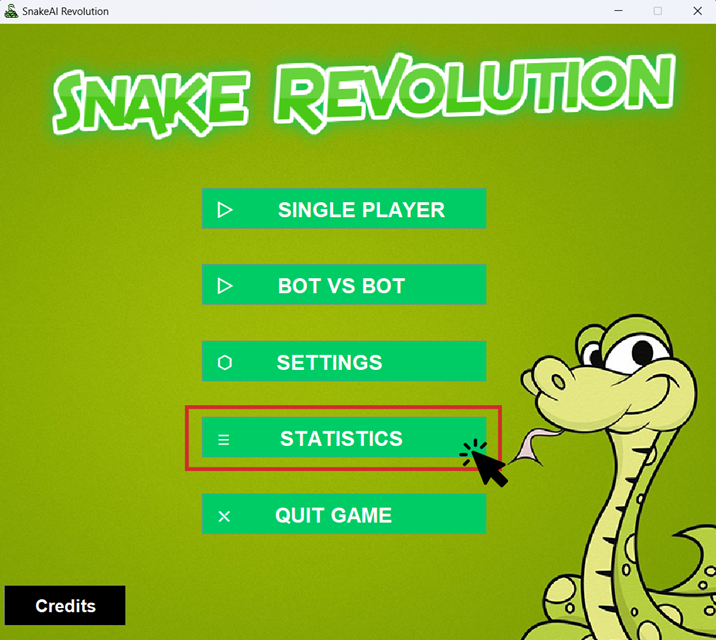 SnakeAI Revolution
SNAKE REVOLUTION
SINGLE PLAYER
BOT VS BOT
SETTINGS
STATISTICS
QUIT GAME
Credits